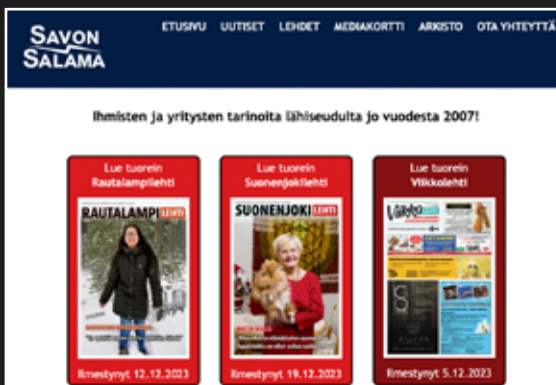 SAVON
SALAMA
ETUSIVU UUTISET LEHDET MEDIAKORTTI ARKISTO OTA YHTEYTTÄ
Ihmisten ja yritysten tarinoita lähiseudulta jo vuodesta 2007!
Lue tuorein
Rautalampilehti
RAUTALAMPI LEHTI
Ilmestynyt 12.12.2023
Lue tuorein
Suonenjokilehti
SUONENJOKI LEHTI
Ilmestynyt 19.12.2023
Lue tuorein
Viikkolehti
Ilmestynyt 5.12.2023